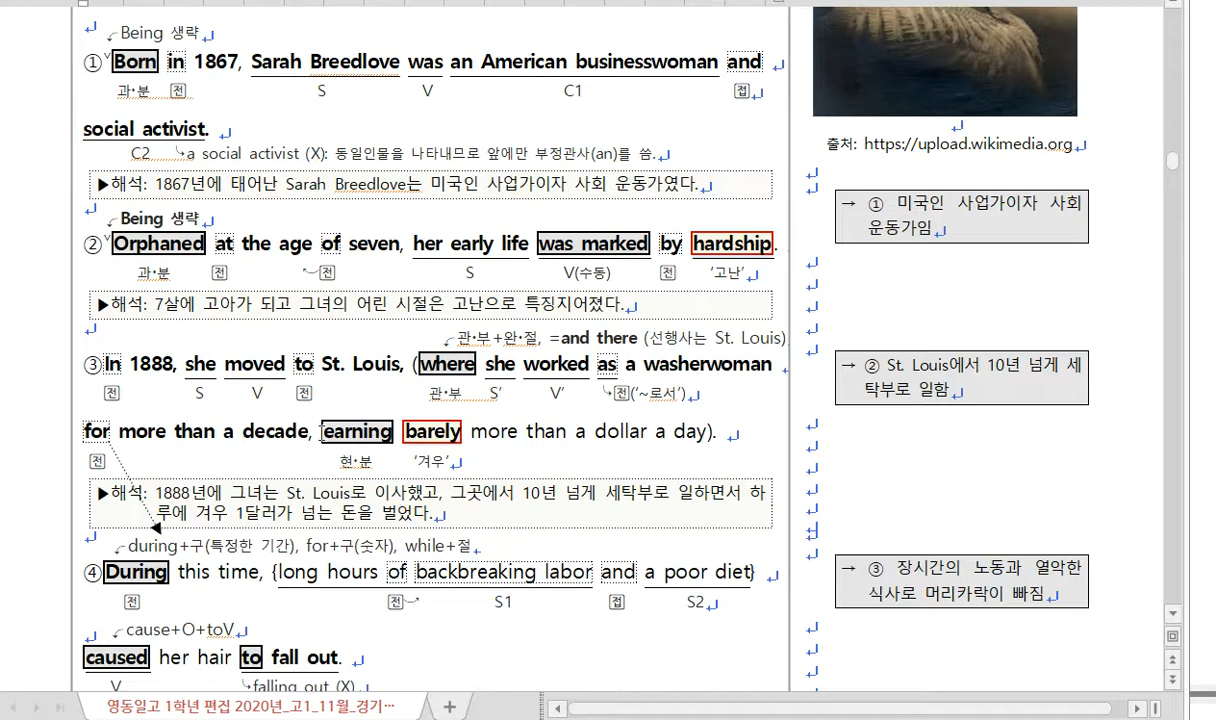 Being 생략
①ⱽBorn in 1867, Sarah Breedlove was an American businesswoman and
과·분 전 S V C1 접
social activist.
C2 a social activist (X): 동일인물을 나타내므로 앞에만 부정관사(an)를 씀.
▶해석: 1867년에 태어난 Sarah Breedlove는 미국인 사업가이자 사회 운동가였다.
Being 생략
②ⱽOrphaned at the age of seven, her early life was marked by hardship.
과·분 전 전 S V(수동) 전 ‘고난’
▶해석: 7살에 고아가 되고 그녀의 어린 시절은 고난으로 특징지어졌다.
관·부+완·절, =and there (선행사는 St. Louis)
③In 1888, she moved to St. Louis, (where she worked as a washerwoman
전 S V 전 관·부 S’ V’ 전(‘~로서’)
for more than a decade, earning barely more than a dollar a day).
전 현·분 ‘겨우’
▶해석: 1888년에 그녀는 St. Louis로 이사했고, 그곳에서 10년 넘게 세탁부로 일하면서 하
루에 겨우 1달러가 넘는 돈을 벌었다.
during+구(특정한 기간), for+구(숫자), while+절
④During this time, {long hours of backbreaking labor and a poor diet}
전 전 S1 접 S2
cause+O+toV
caused her hair to fall out.
V falling out (X)
출처: https://upload.wikimedia.org
→ ① 미국인 사업가이자 사회
운동가임
→ ② St. Louis에서 10년 넘게 세
탁부로 일함
→ ③ 장시간의 노동과 열악한
식사로 머리카락이 빠짐
영동일고 1학년 편집 2020년_고1_11월_경기…